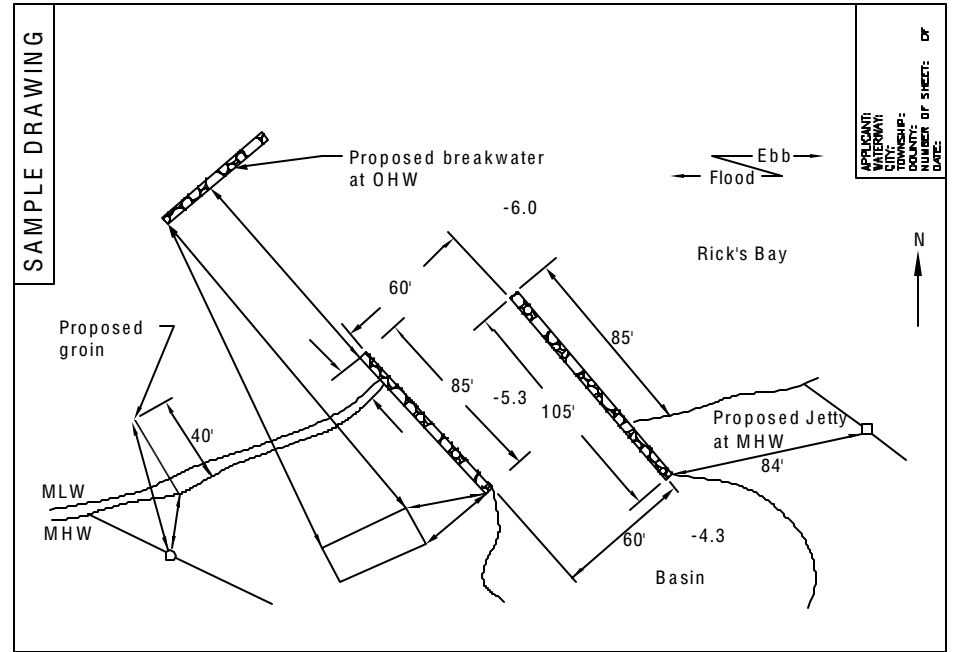 SAMPLE DRAWING
APPLICANT:
WATERWAY:
CITY:
TOWNSHIP:
COUNTY:
NUMBER OF SHEET: OF
DATE:
Proposed breakwater
at OHW
Ebb
Flood
-6.0
Rick's Bay
N
60'
Proposed
groin
85'
85'
-5.3
105'
Proposed Jetty
at MHW
84'
40'
MLW
MHW
60'
-4.3
Basin